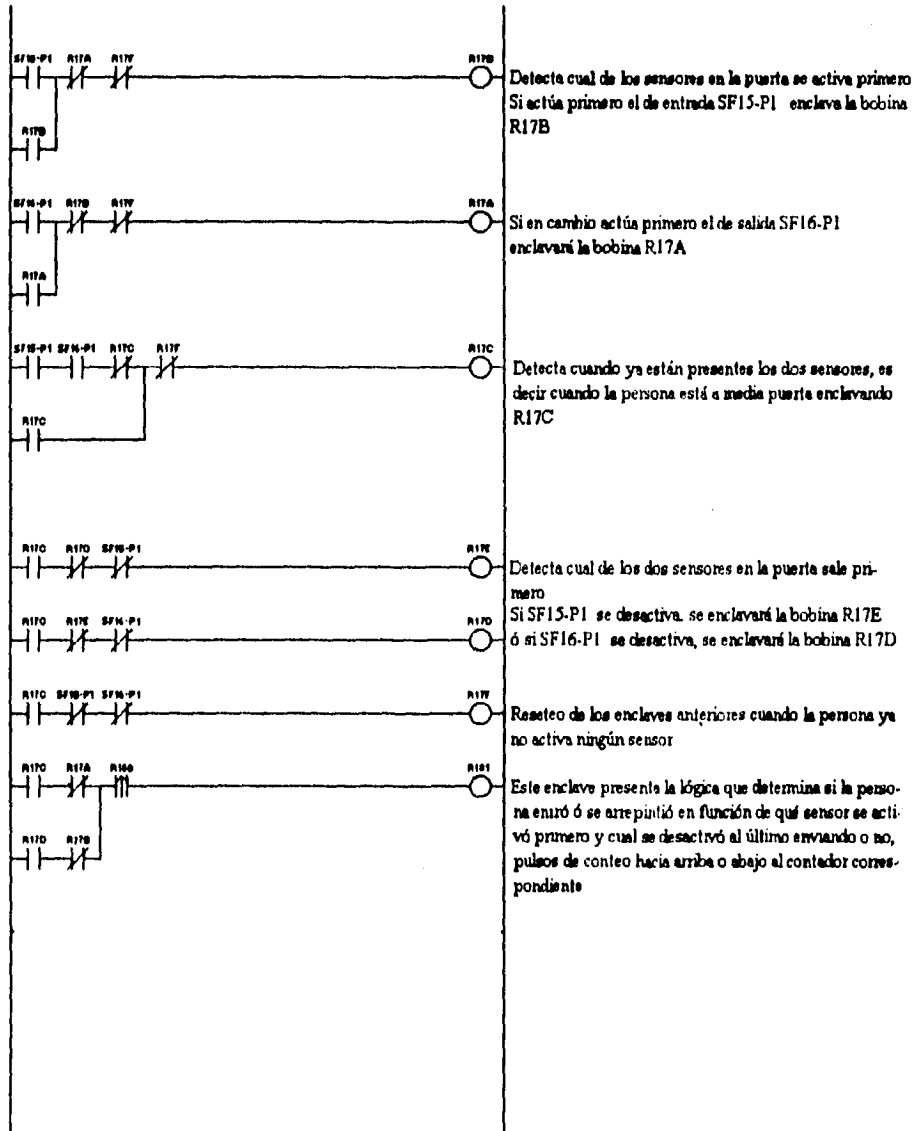 SF15-P1 R17A R17F R17B
Detecta cual de los sensores en la puerta se activa primero
Si actúa primero el de entrada SF15-P1 enclava la bobina
R17B
R17B
SF16-P1 R17B R17F R17A
Si en cambio actúa primero el de salida SF16-P1
enclavará la bobina R17A
R17A
SF15-P1 SF16-P1 R17C R17F R17C
Detecta cuando ya están presentes los dos sensores, es
decir cuando la persona está a media puerta enclavando
R17C
R17C
R17C R17D SF15-P1 R17E
Detecta cual de los dos sensores en la puerta sale pri-
mero
Si SF15-P1 se desactiva, se enclavará la bobina R17E
R17C R17E SF16-P1 R17D
ó si SF16-P1 se desactiva, se enclavará la bobina R17D
R17C SF15-P1 SF16-P1 R17F
Reseteo de los enclaves anteriores cuando la persona ya
no activa ningún sensor
R17C R17A R181
Este enclave presenta la lógica que determina si la perso-
na entró ó se arrepintió en función de qué sensor se acti-
vó primero y cual se desactivó al último enviando o no,
R17D R17B
pulsos de conteo hacia arriba o abajo al contador corres-
pondiente